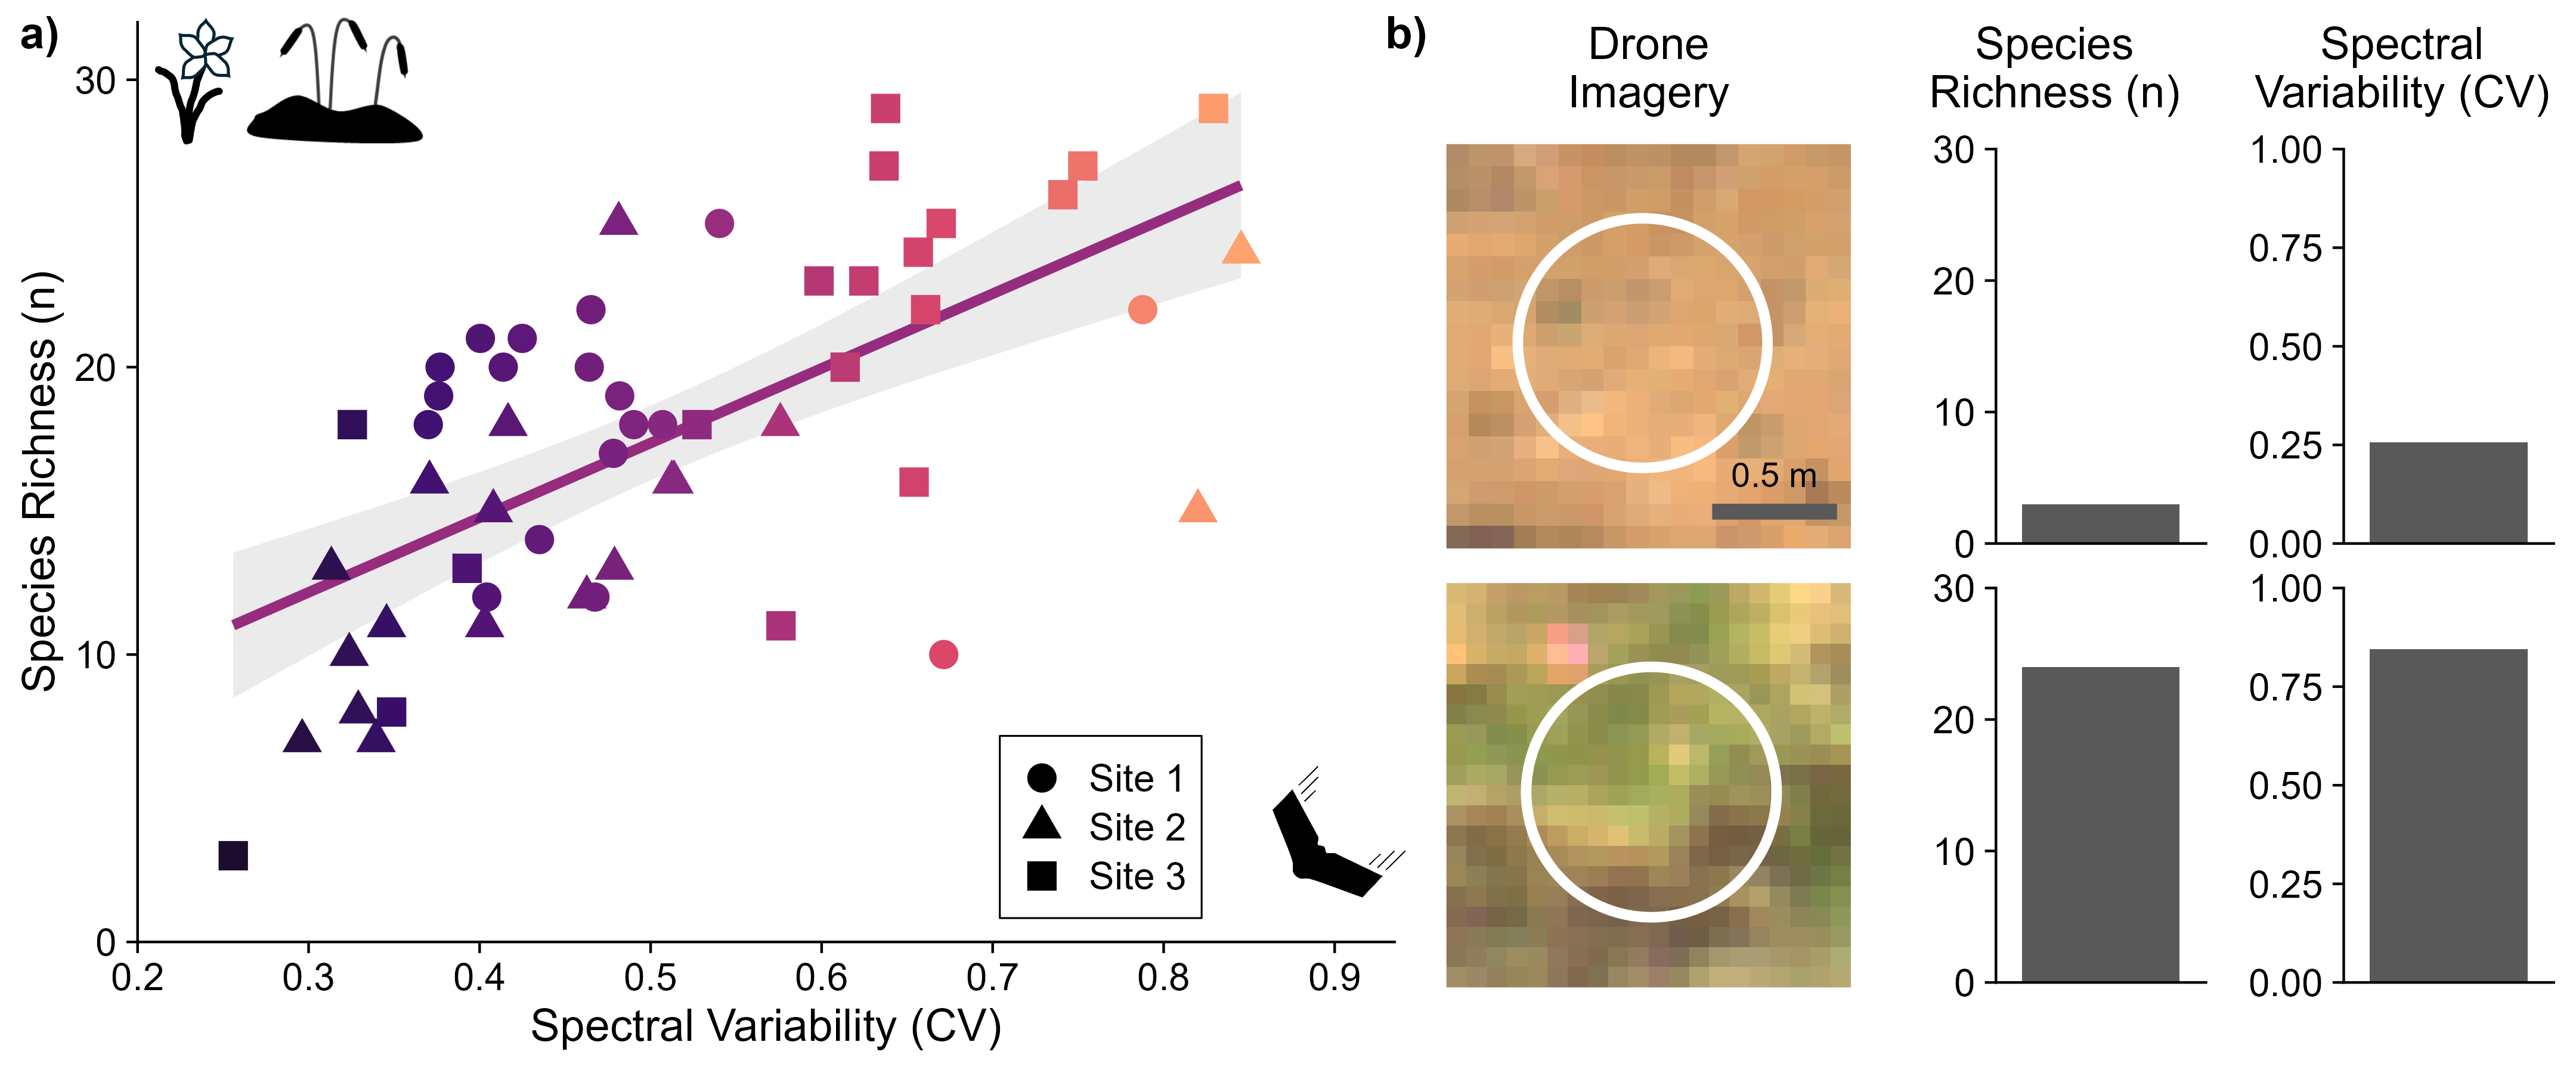 a)
30
20
10
0
Species Richness (n)
0.2 0.3 0.4 0.5 0.6 0.7 0.8 0.9
Spectral Variability (CV)
Site 1
Site 2
Site 3
b)
Drone
Imagery
0.5 m
Species
Richness (n)
30
20
10
0
30
20
10
0
Spectral
Variability (CV)
1.00
0.75
0.50
0.25
0.00
1.00
0.75
0.50
0.25
0.00